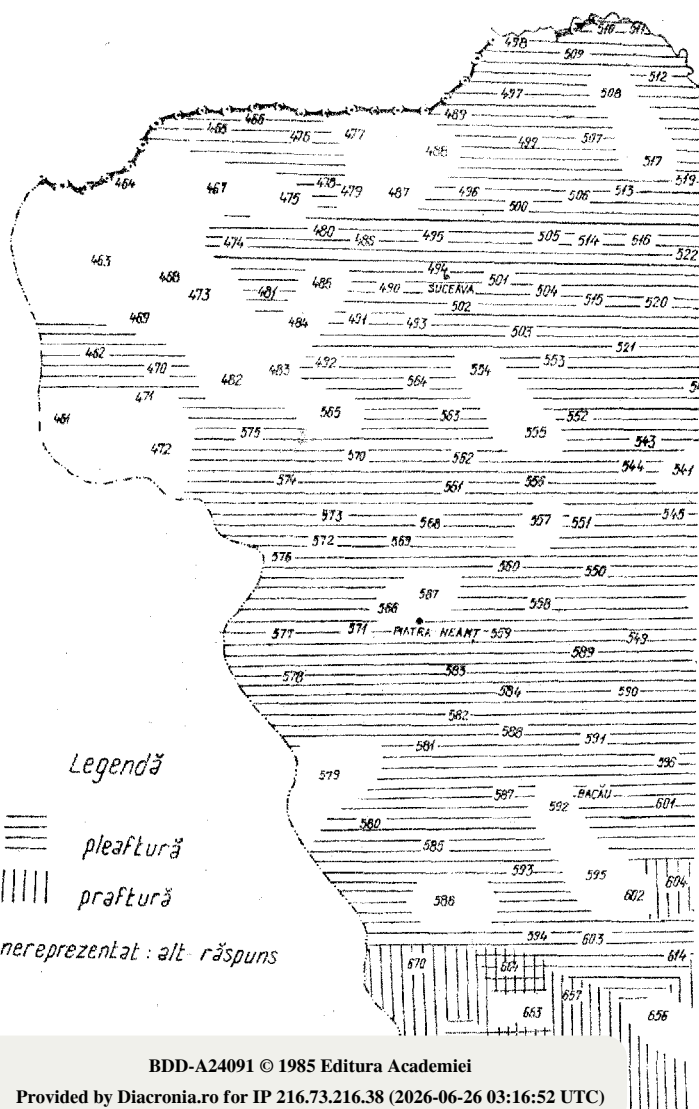 510 511
498
509
512
497 508
466 489
465 476 477 499 507
488 517
464 467 478 519
475 479 487 496 506 513
500
480 495 505 514 516
474 486 522
463 494 501
468 481 485 490 SUCEAVA 504
473 502 515 520
469 484 491 493 503
521
462 492 554 553
470 483
482 564
471
461 565 563 552
575 555 543
472 570 562 544 541
574 561 556
573 568 557 551 545
572 569
576 560 550
587
566 558
577 571 PIATRA NEAMȚ 559 549
589
578 583
584 590
582
588 591
581
596
Legendă 579
587 BACĂU
592 601
580
pleaftură 585
593 595 604
praftură 586 602
594 603
nereprezentat : alt răspuns 614
670 664
657
663 656
BDD-A24091 © 1985 Editura Academiei
Provided by Diacronia.ro for IP 216.73.216.38 (2026-06-26 03:16:52 UTC)